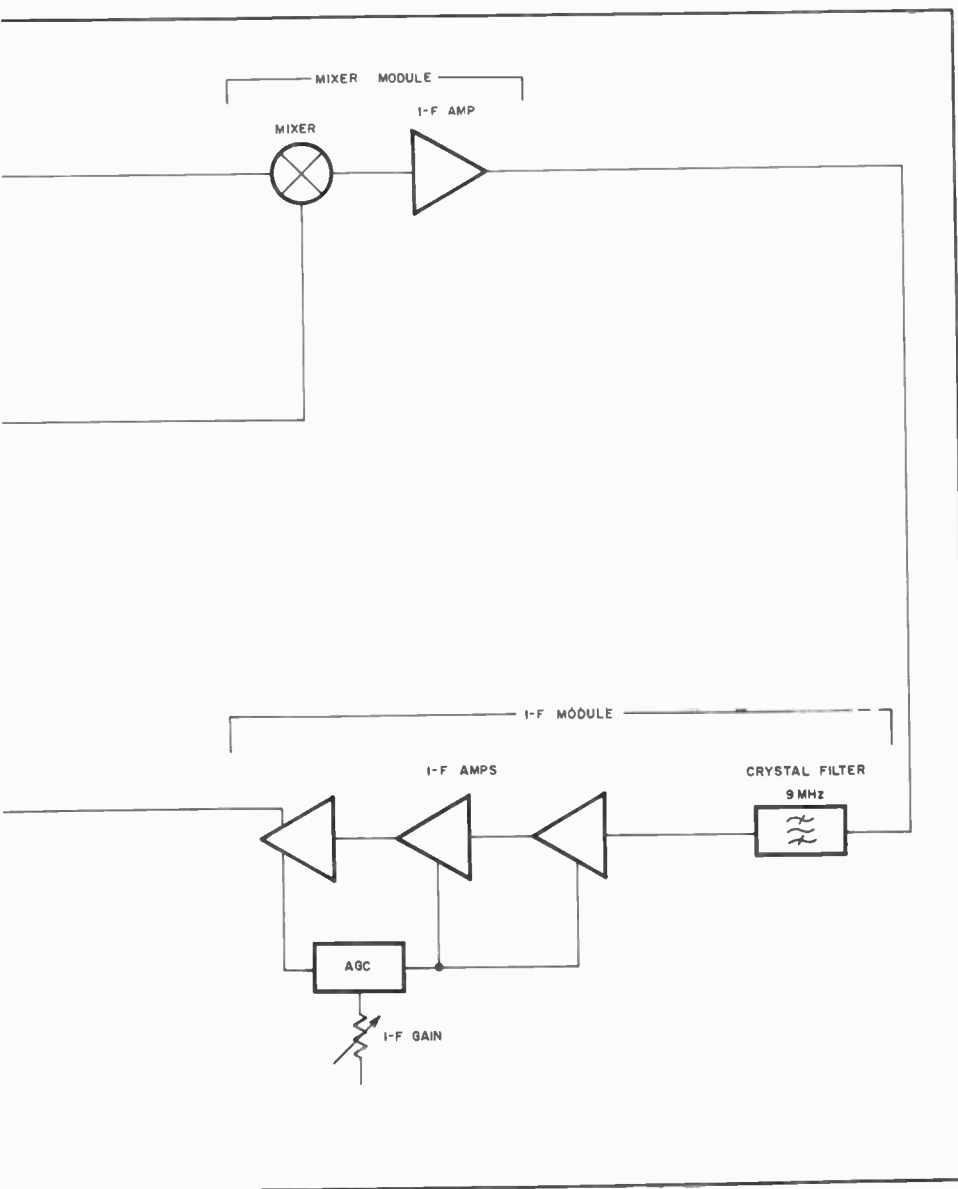 MIXER MODULE
I-F AMP
MIXER
I-F MODULE
I-F AMPS
CRYSTAL FILTER
9 MHz
AGC
I-F GAIN